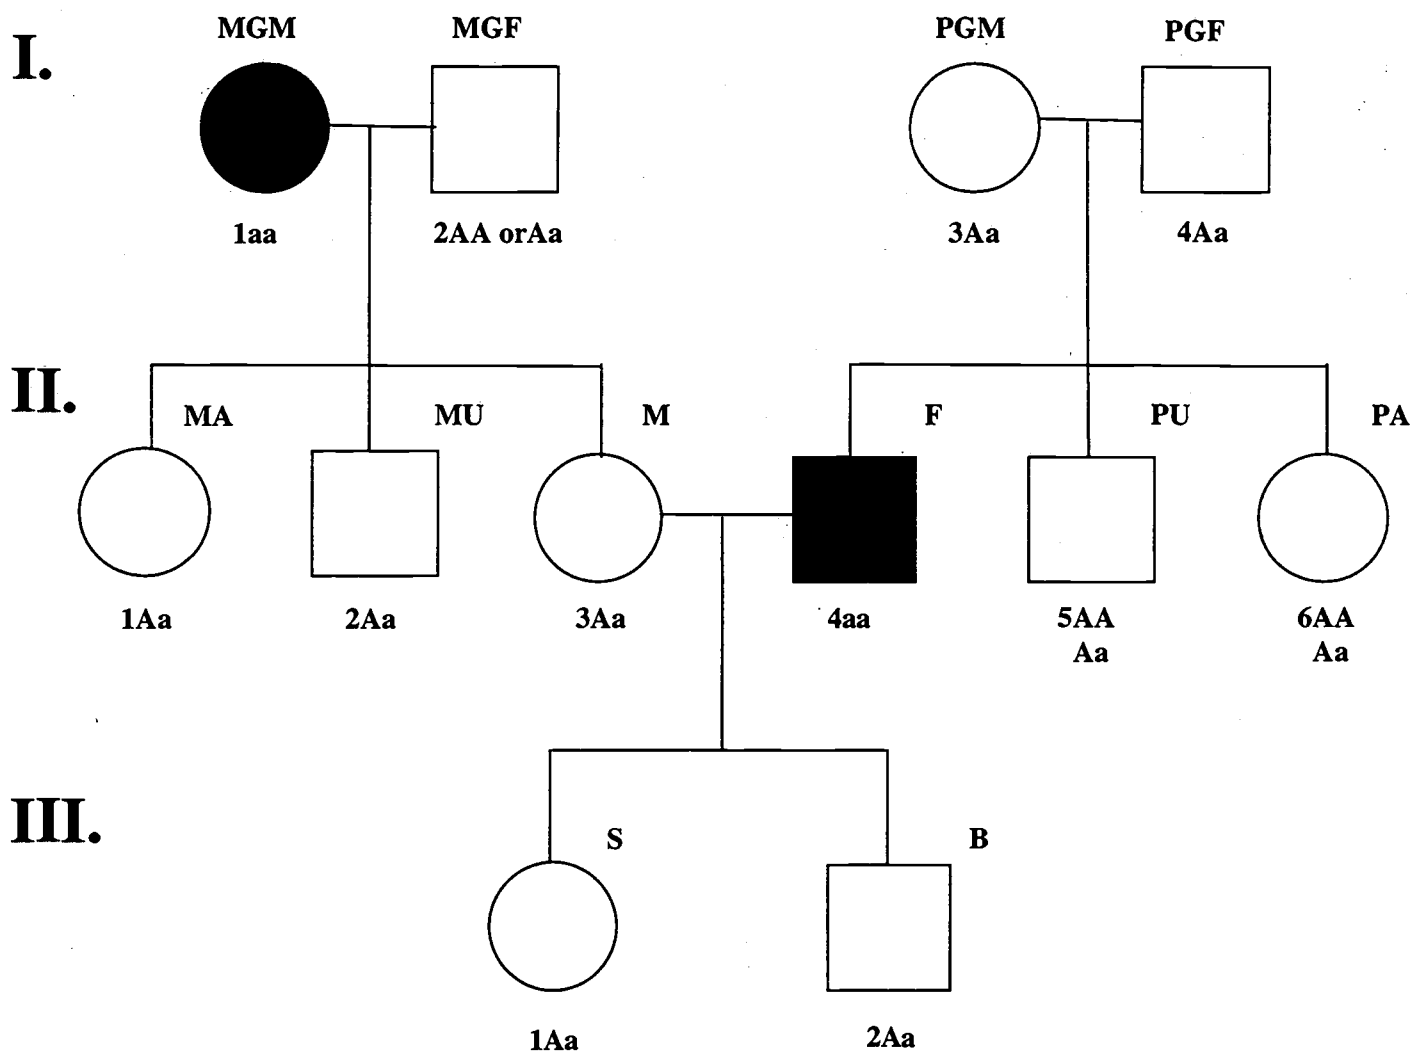 I.
MGM MGF PGM PGF
1aa 2AA orAa 3Aa 4Aa
II.
MA MU M F PU PA
1Aa 2Aa 3Aa 4aa 5AA 6AA
Aa Aa
III.
S B
1Aa 2Aa